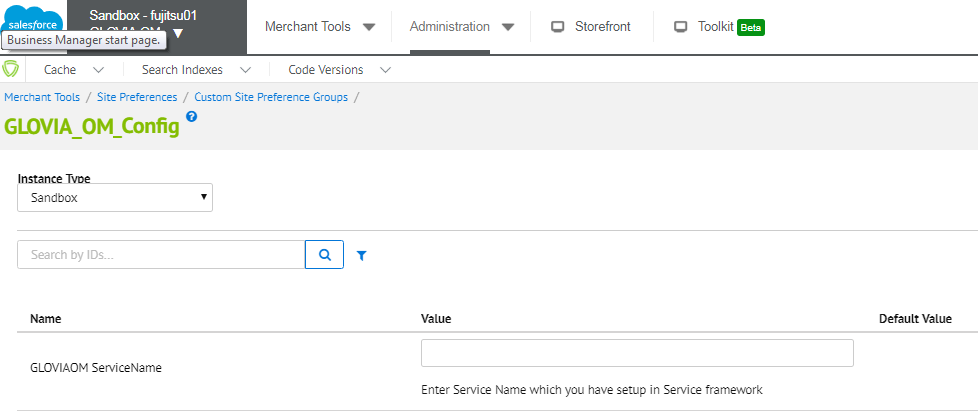 salesforce
Sandbox - fujitsu01
GLOVIA OM
Business Manager start page.
Merchant Tools
Administration
Storefront
Toolkit Beta
Cache
Search Indexes
Code Versions
Merchant Tools / Site Preferences / Custom Site Preference Groups /
GLOVIA_OM_Config ?
Instance Type
Sandbox
Search by IDs...
Name Value Default Value
GLOVIAOM ServiceName
Enter Service Name which you have setup in Service framework